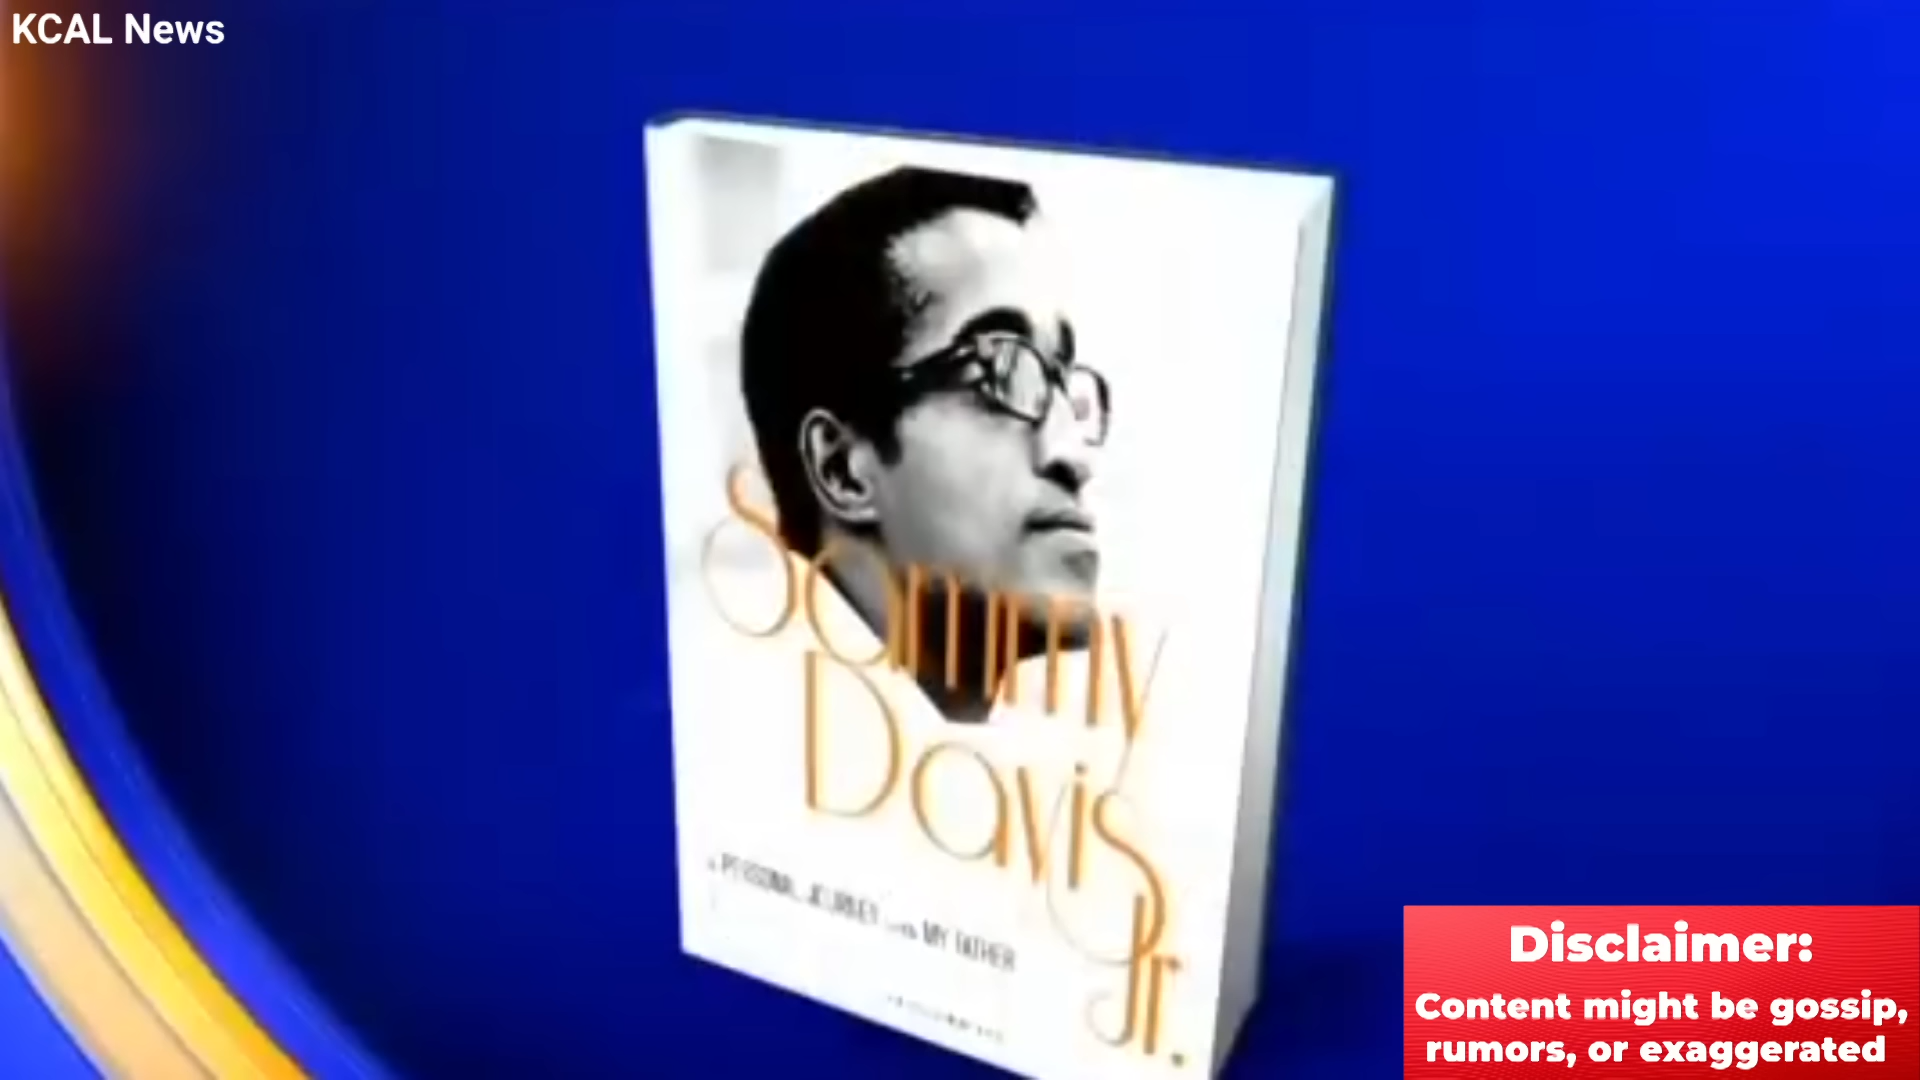 KCAL News
Sammy
Davis
Jr.
A PERSONAL JOURNEY with MY FATHER
Disclaimer:
Content might be gossip,
rumors, or exaggerated